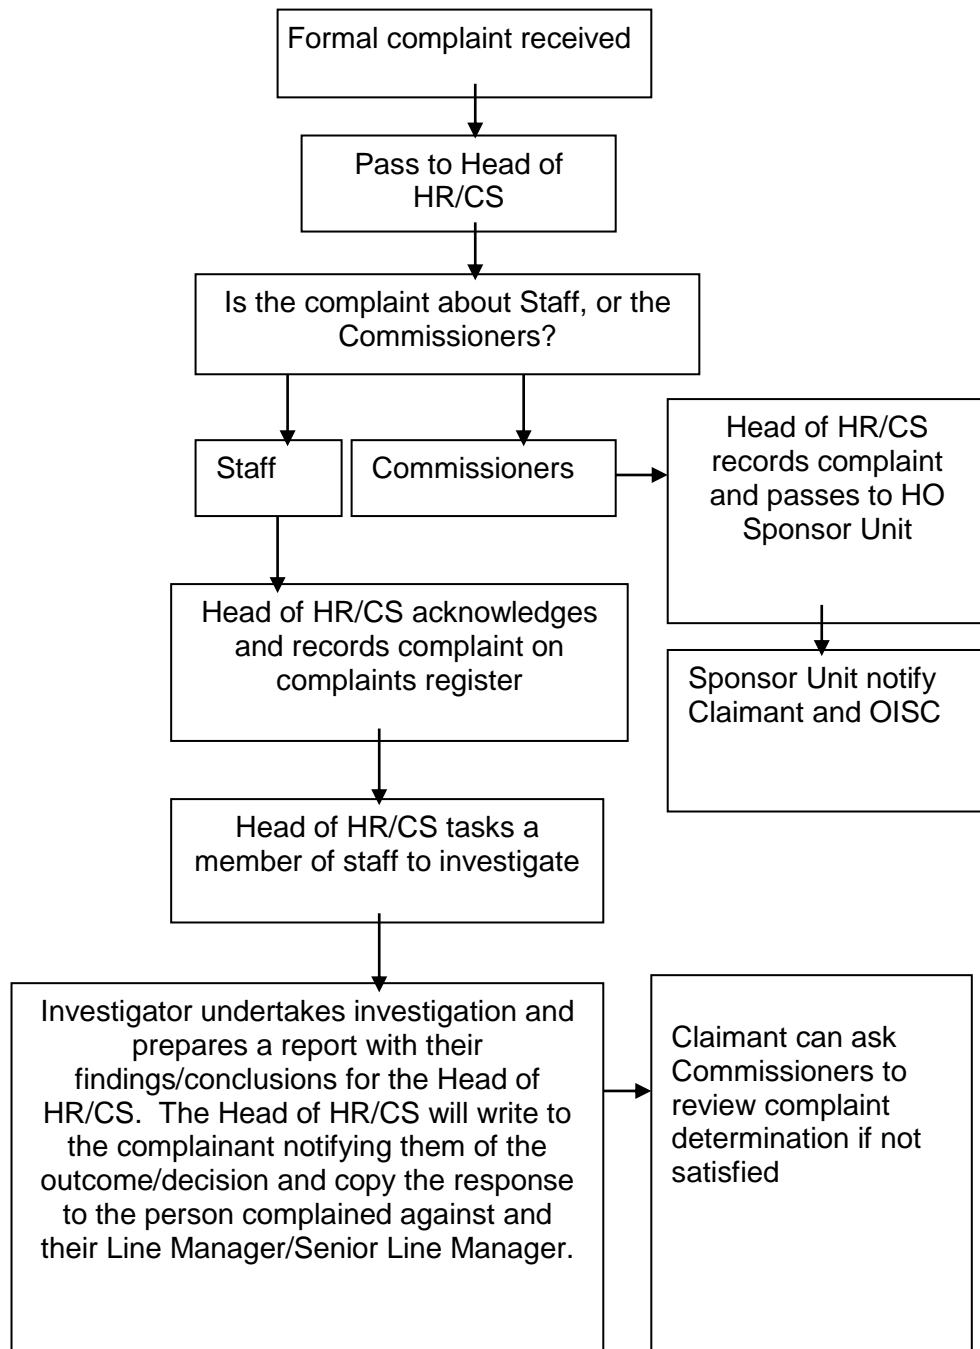 Formal complaint received
Pass to Head of
HR/CS
Is the complaint about Staff, or the
Commissioners?
Staff
Commissioners
Head of HR/CS
records complaint
and passes to HO
Sponsor Unit
Sponsor Unit notify
Claimant and OISC
Head of HR/CS acknowledges
and records complaint on
complaints register
Head of HR/CS tasks a
member of staff to investigate
Investigator undertakes investigation and
prepares a report with their
findings/conclusions for the Head of
HR/CS.  The Head of HR/CS will write to
the complainant notifying them of the
outcome/decision and copy the response
to the person complained against and
their Line Manager/Senior Line Manager.
Claimant can ask
Commissioners to
review complaint
determination if not
satisfied